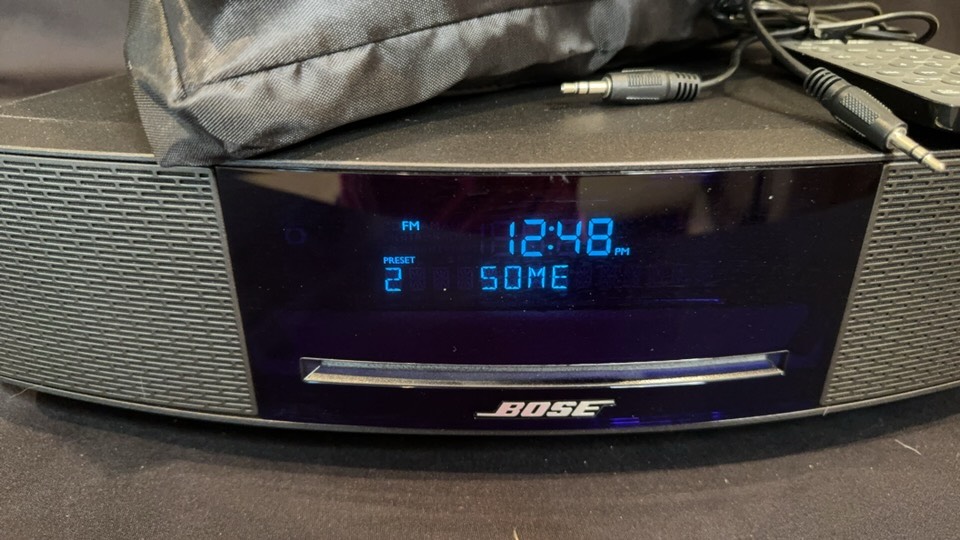 FM 12:48 PM
PRESET
2 SOME
BOSE